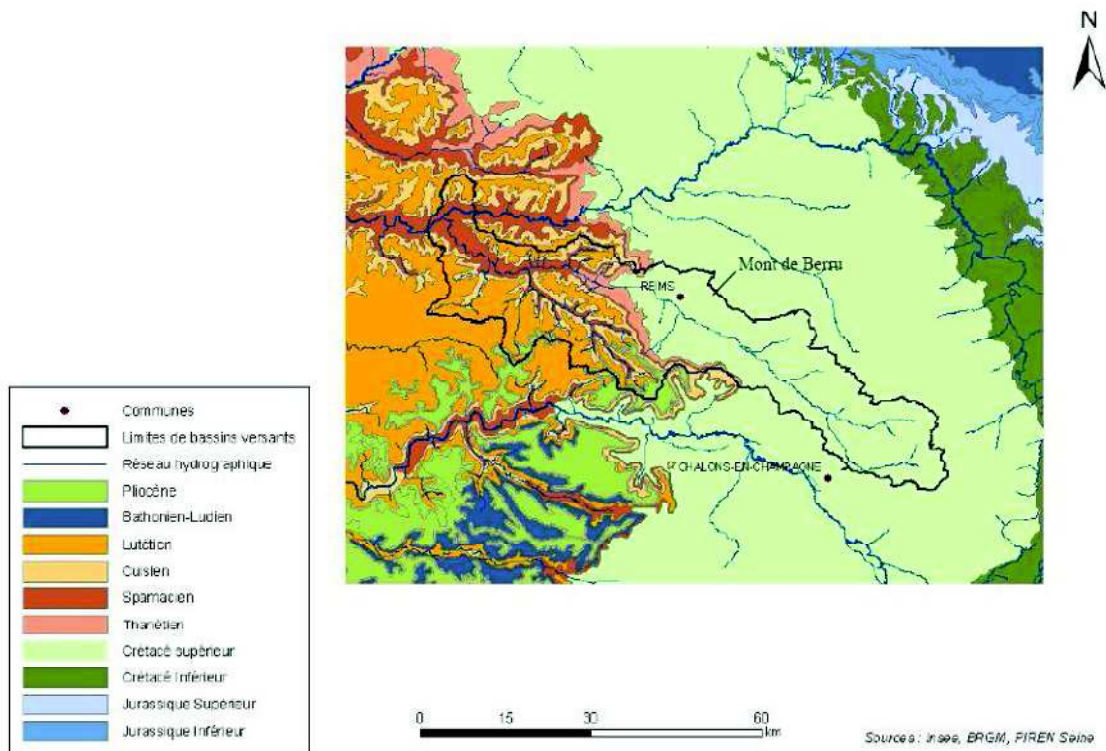 N
Mont de Berru
REIMS
CHALONS-EN-CHAMPAGNE
Communes
Limites de bassins versants
Réseau hydrographique
Pliocène
Bathonien-Ludien
Lutétien
Cuisien
Sparnacien
Thanétien
Crétacé supérieur
Crétacé Inférieur
Jurassique Supérieur
Jurassique Inférieur
0 15 30 60
km
Sources : Insee, BRGM, PIREN Seine